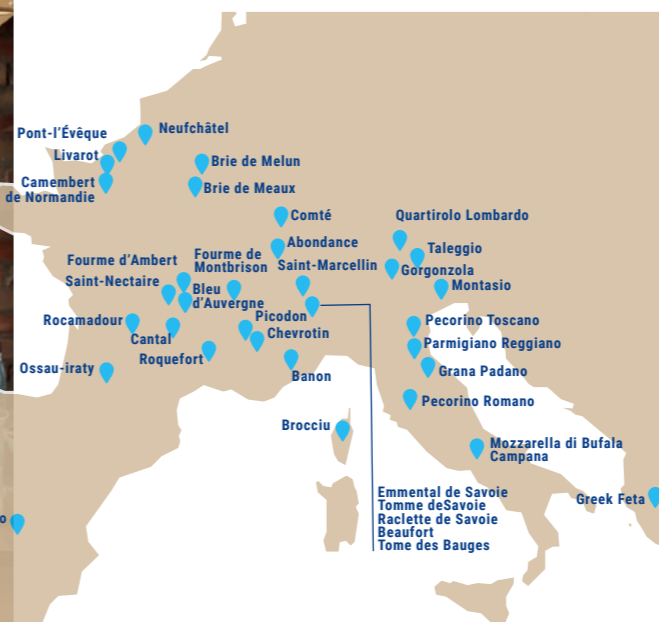 Neufchâtel
Pont-l'Évêque
Livarot
Camembert
de Normandie
Brie de Melun
Brie de Meaux
Comté
Abondance
Quartirolo Lombardo
Taleggio
Gorgonzola
Montasio
Fourme d'Ambert
Saint-Nectaire
Fourme de
Montbrison
Saint-Marcellin
Bleu
d'Auvergne
Rocamadour
Cantal
Picodon
Chevrotin
Roquefort
Ossau-iraty
Banon
Pecorino Toscano
Parmigiano Reggiano
Grana Padano
Pecorino Romano
Brocciu
Mozzarella di Bufala
Campana
Greek Feta
Emmental de Savoie
Tomme deSavoie
Raclette de Savoie
Beaufort
Tome des Bauges